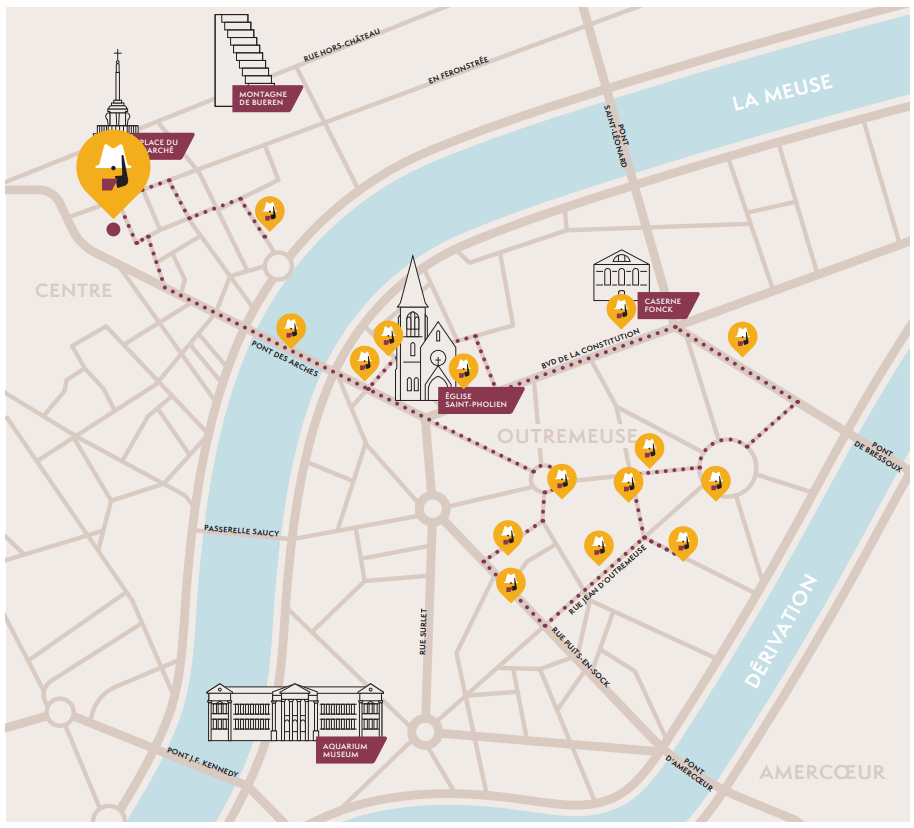 RUE HORS-CHÂTEAU
EN FERONSTRÉE
LA MEUSE
MONTAGNE
DE BUEREN
PONT
SAINT-LÉONARD
PLACE DU
ARCHÉ
CENTRE
CASERNE
FONCK
PONT DES ARCHES
BVD DE LA CONSTITUTION
ÉGLISE
SAINT-PHOLIEN
OUTREMEUSE
PONT
DE BRESSOUX
PASSERELLE SAUCY
RUE JEAN D'OUTREMEUSE
RUE SURLET
RUE PUITS-EN-SOCK
DÉRIVATION
AQUARIUM
MUSEUM
PONT J.F. KENNEDY
PONT
D'AMERCŒUR
AMERCŒUR